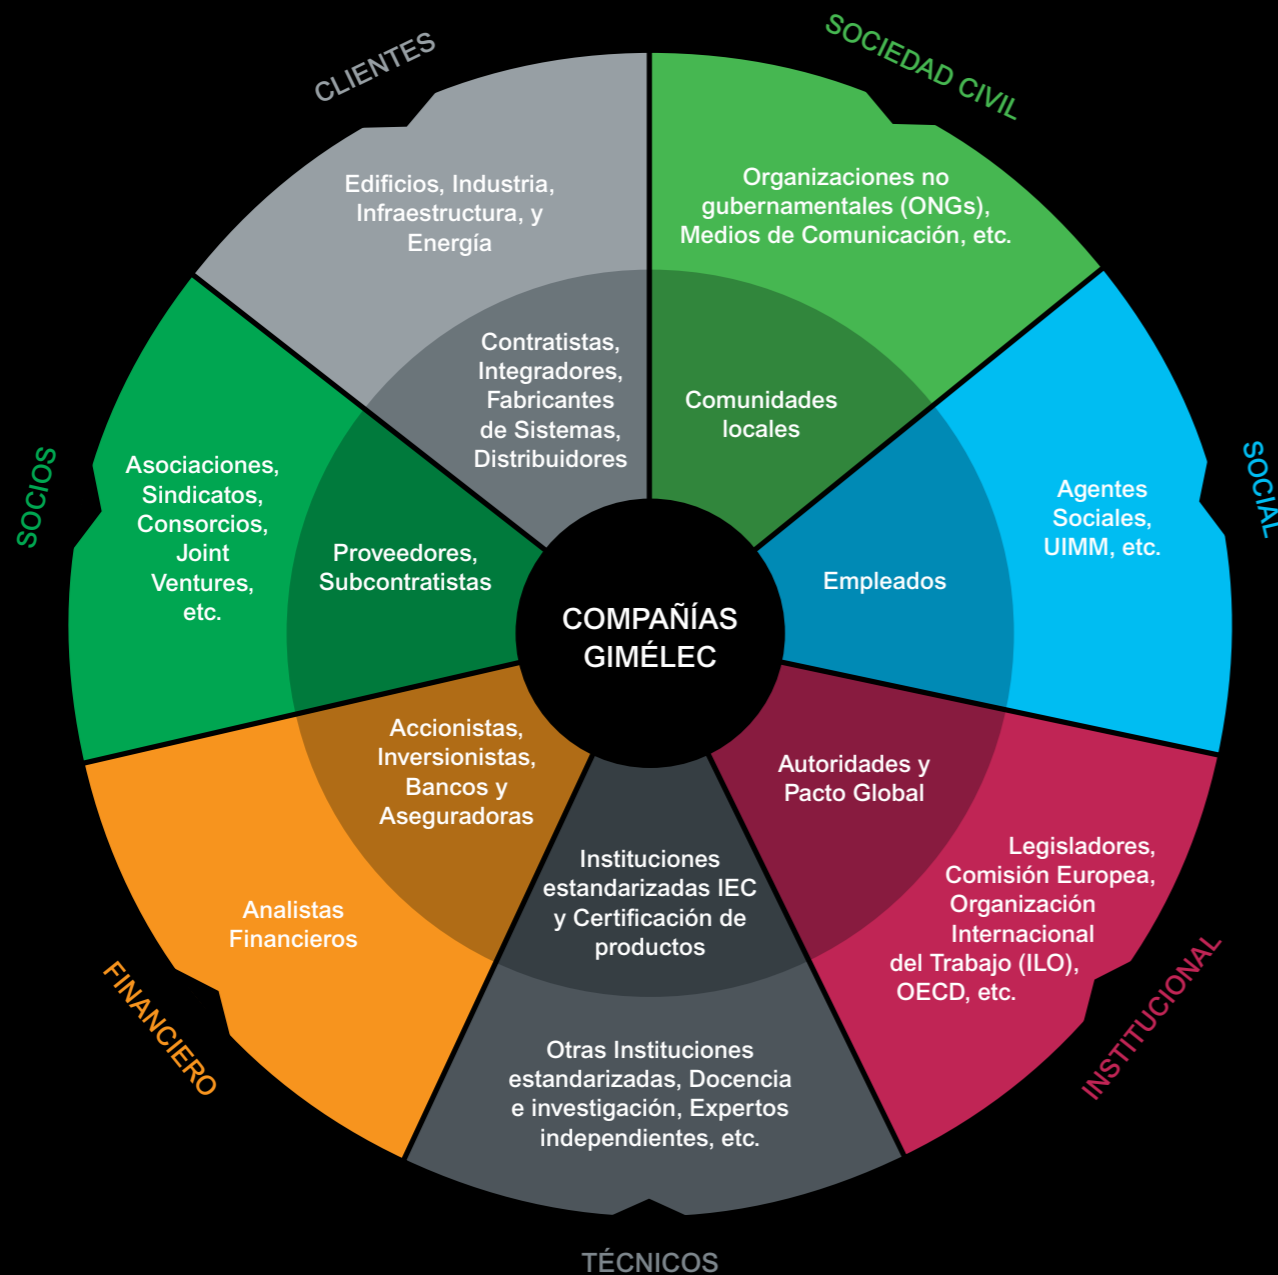 CLIENTES
Edificios, Industria,
Infraestructura, y
Energía
Contratistas,
Integradores,
Fabricantes
de Sistemas,
Distribuidores
SOCIEDAD CIVIL
Organizaciones no
gubernamentales (ONGs),
Medios de Comunicación, etc.
Comunidades
locales
SOCIAL
Agentes
Sociales,
UIMM, etc.
Empleados
INSTITUCIONAL
Legisladores,
Comisión Europea,
Organización
Internacional
del Trabajo (ILO),
OECD, etc.
Autoridades y
Pacto Global
TÉCNICOS
Instituciones
estandarizadas IEC
y Certificación de
productos
Otras Instituciones
estandarizadas, Docencia
e investigación, Expertos
independientes, etc.
FINANCIERO
Analistas
Financieros
Accionistas,
Inversionistas,
Bancos y
Aseguradoras
SOCIOS
Asociaciones,
Sindicatos,
Consorcios,
Joint
Ventures,
etc.
Proveedores,
Subcontratistas
COMPAÑÍAS
GIMÉLEC